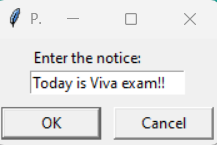 P.
Enter the notice:
Today is Viva exam!!
OK Cancel